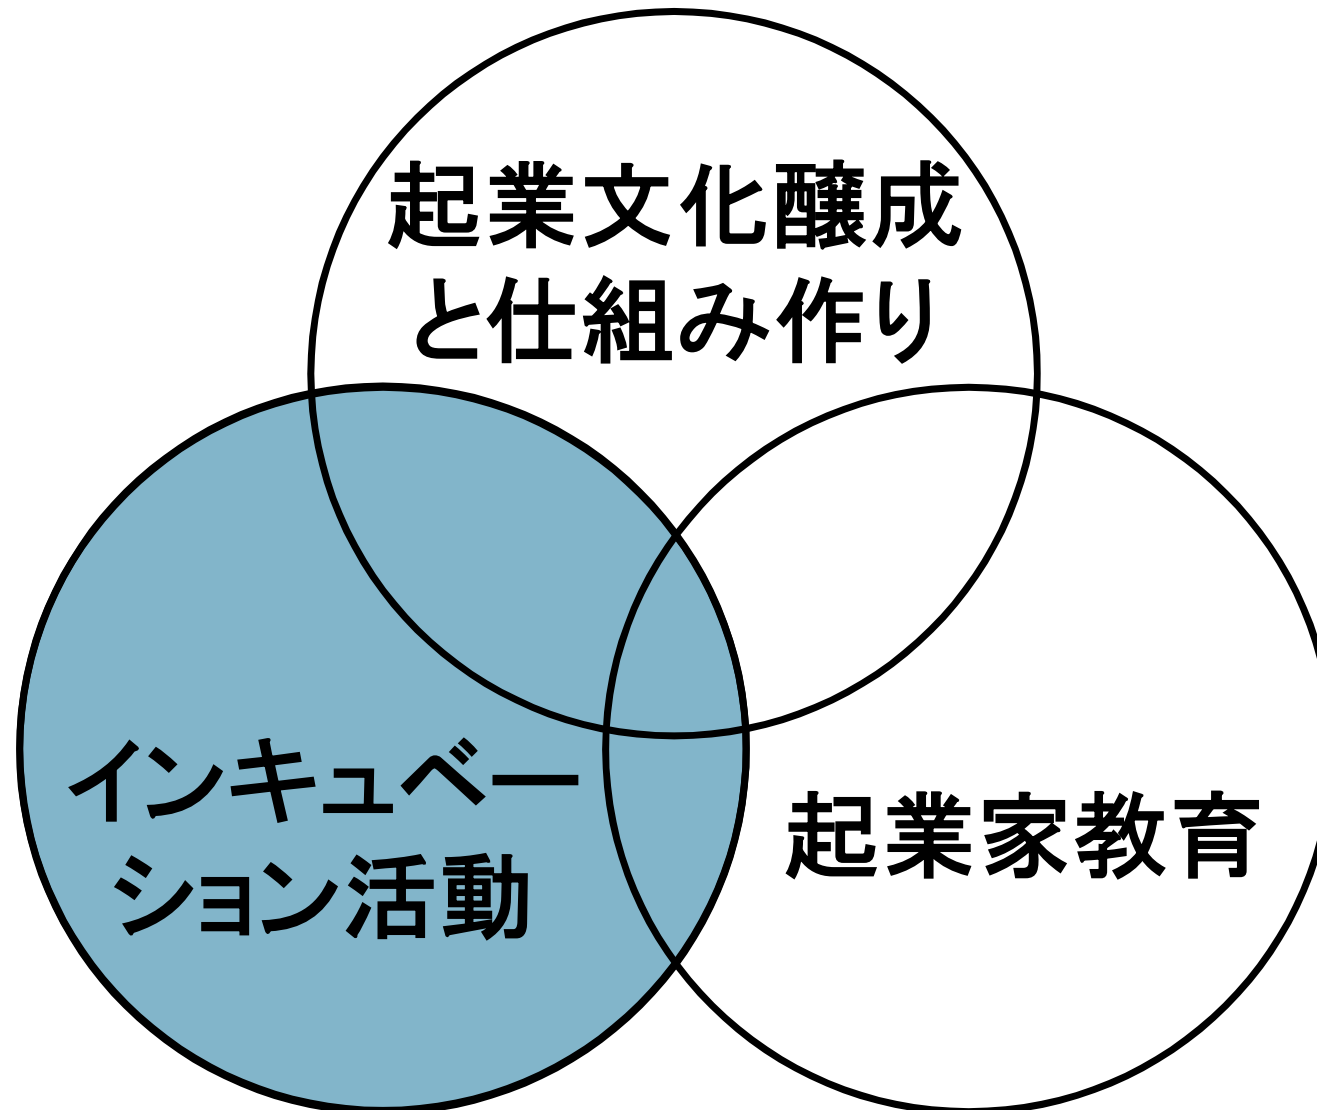 起業文化醸成
と仕組み作り
インキュベー
ション活動
起業家教育